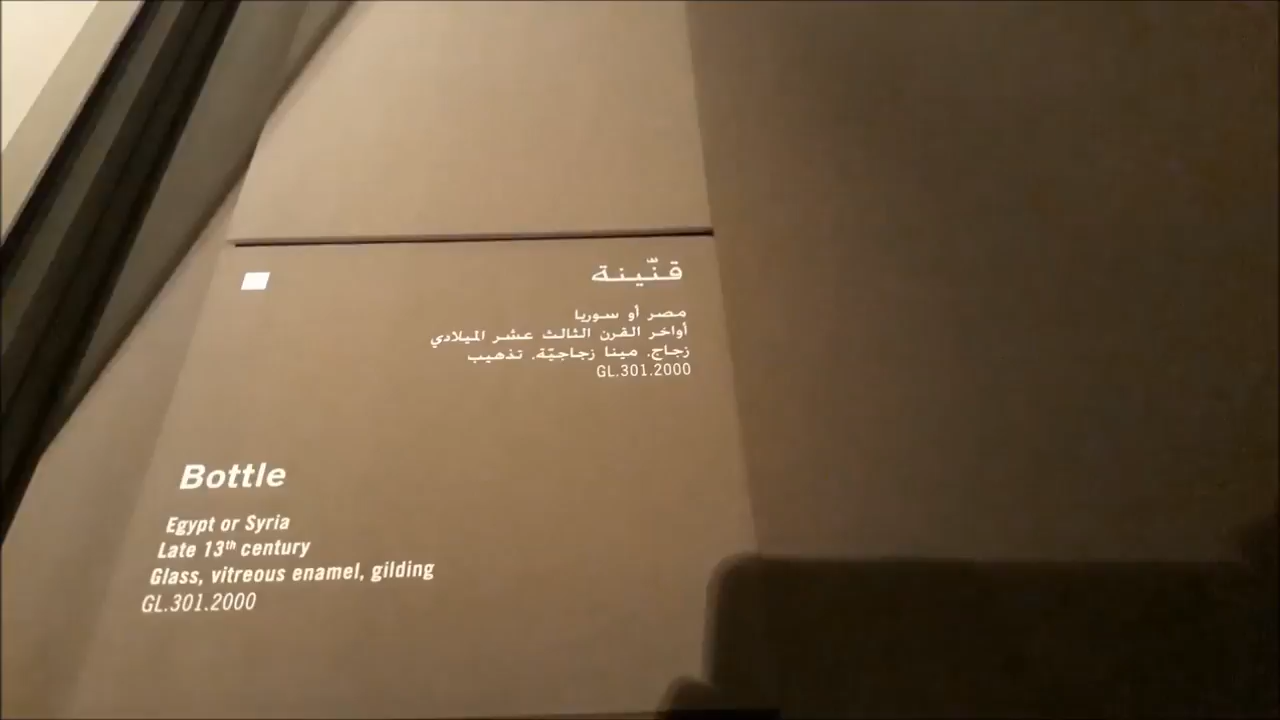 قنّينة
مصر أو سوريا
أواخر القرن الثالث عشر الميلادي
زجاج. مينا زجاجيّة. تذهيب
GL.301.2000
Bottle
Egypt or Syria
Late 13th century
Glass, vitreous enamel, gilding
GL.301.2000